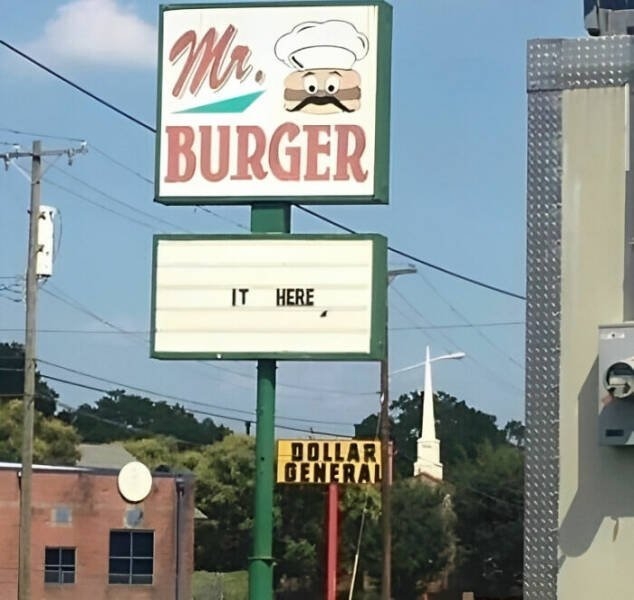 Mr.
BURGER
IT HERE
DOLLAR
GENERAL